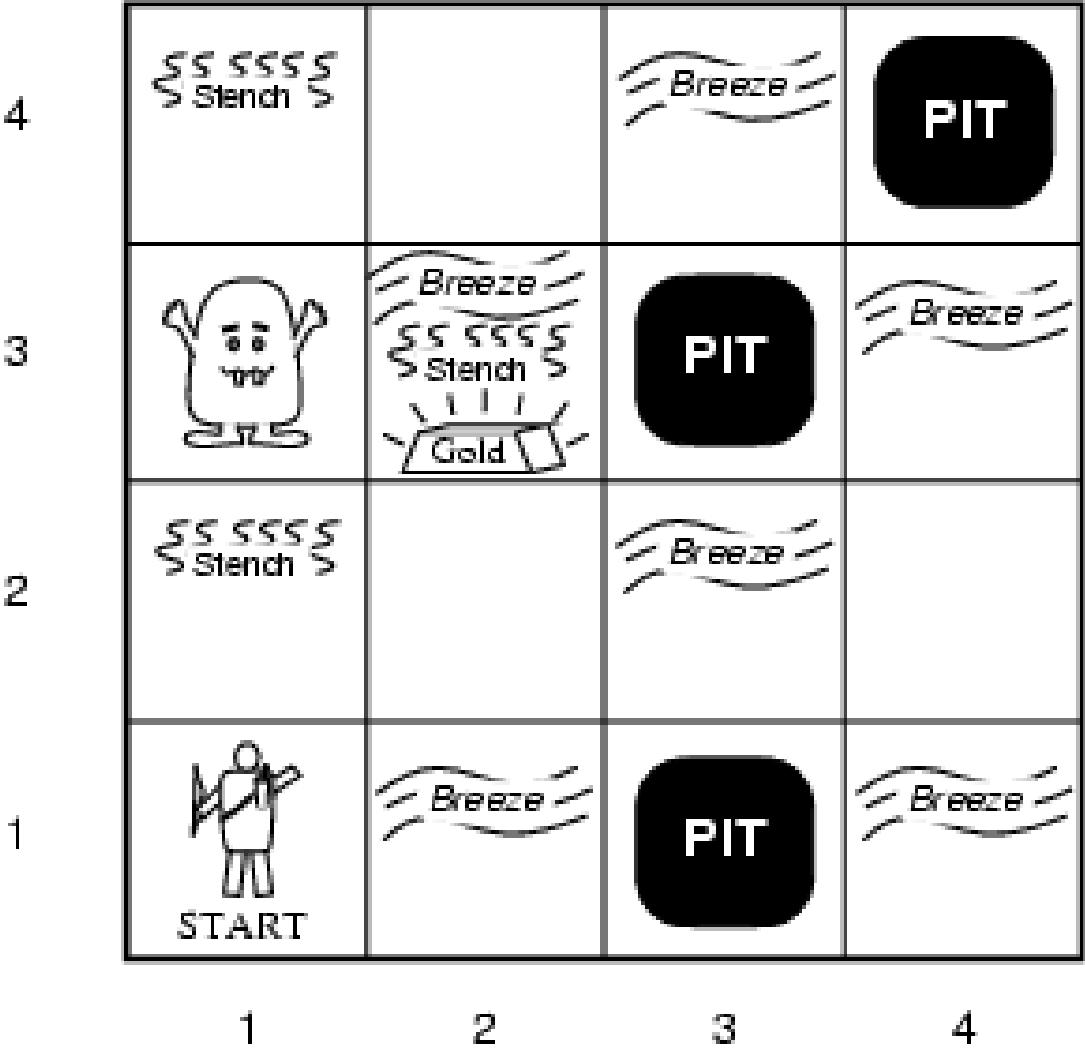 4
Stench
Breeze
PIT
3
Breeze
Stench
Gold
PIT
Breeze
2
Stench
Breeze
1
START
Breeze
PIT
Breeze
1 2 3 4